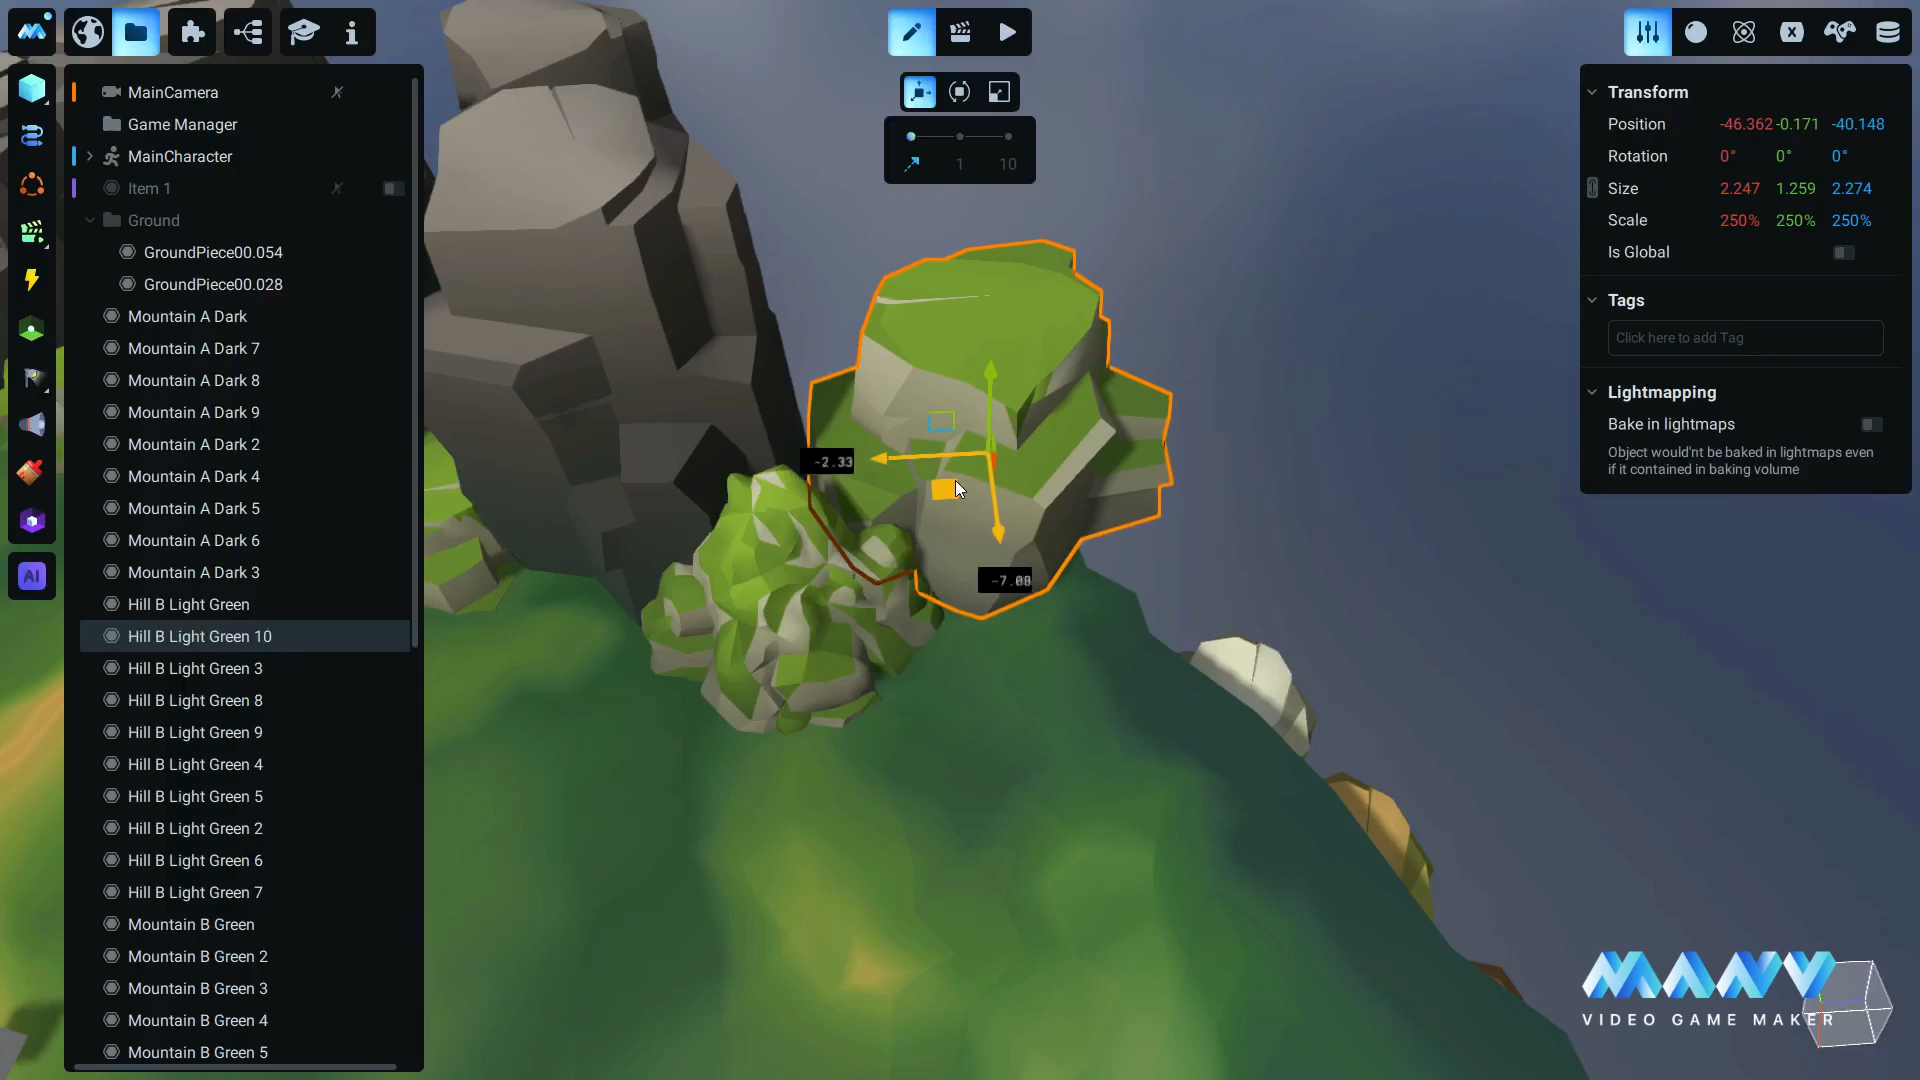 MainCamera
Game Manager
MainCharacter
Item 1
Ground
GroundPiece00.054
GroundPiece00.028
Mountain A Dark
Mountain A Dark 7
Mountain A Dark 8
Mountain A Dark 9
Mountain A Dark 2
Mountain A Dark 4
Mountain A Dark 5
Mountain A Dark 6
Mountain A Dark 3
Hill B Light Green
Hill B Light Green 10
Hill B Light Green 3
Hill B Light Green 8
Hill B Light Green 9
Hill B Light Green 4
Hill B Light Green 5
Hill B Light Green 2
Hill B Light Green 6
Hill B Light Green 7
Mountain B Green
Mountain B Green 2
Mountain B Green 3
Mountain B Green 4
Mountain B Green 5
AI
1 10
-2.33
-7.08
Transform
Position -46.362 -0.171 -40.148
Rotation 0° 0° 0°
Size 2.247 1.259 2.274
Scale 250% 250% 250%
Is Global
Tags
Click here to add Tag
Lightmapping
Bake in lightmaps
Object would'nt be baked in lightmaps even
if it contained in baking volume
MANU
VIDEO GAME MAKER